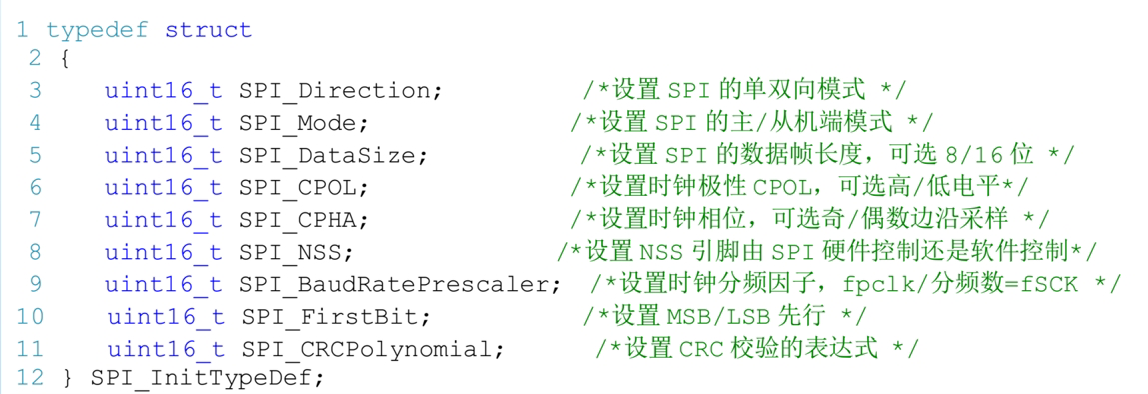 1 typedef struct
2 {
3 uint16_t SPI_Direction; /*设置 SPI 的单双向模式 */
4 uint16_t SPI_Mode; /*设置 SPI 的主/从机端模式 */
5 uint16_t SPI_DataSize; /*设置 SPI 的数据帧长度，可选 8/16 位 */
6 uint16_t SPI_CPOL; /*设置时钟极性 CPOL，可选高/低电平*/
7 uint16_t SPI_CPHA; /*设置时钟相位，可选奇/偶数边沿采样 */
8 uint16_t SPI_NSS; /*设置 NSS 引脚由 SPI 硬件控制还是软件控制*/
9 uint16_t SPI_BaudRatePrescaler; /*设置时钟分频因子，fpclk/分频数=fSCK */
10 uint16_t SPI_FirstBit; /*设置 MSB/LSB 先行 */
11 uint16_t SPI_CRCPolynomial; /*设置 CRC 校验的表达式 */
12 } SPI_InitTypeDef;